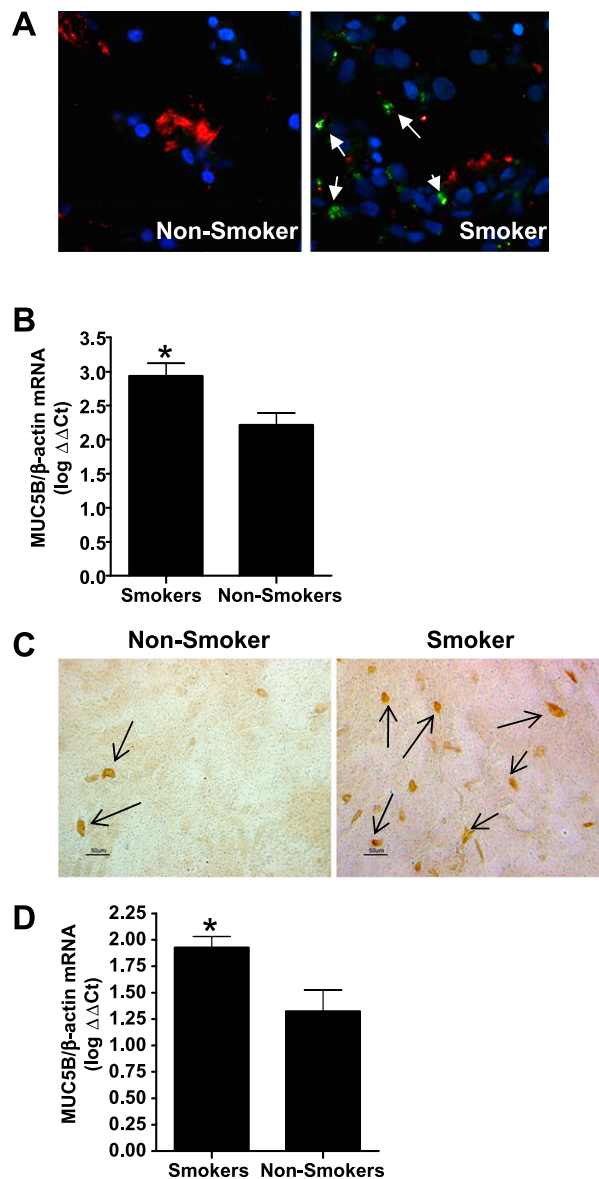 A
Non-Smoker
Smoker
B
MUC5B/β-actin mRNA
(log ΔΔCt)
3.5
3.0
2.5
2.0
1.5
1.0
0.5
0.0
*
Smokers
Non-Smokers
C
Non-Smoker
Smoker
50um
50um
D
MUC5B/β-actin mRNA
(log ΔΔCt)
2.25
2.00
1.75
1.50
1.25
1.00
0.75
0.50
0.25
0.00
*
Smokers
Non-Smokers